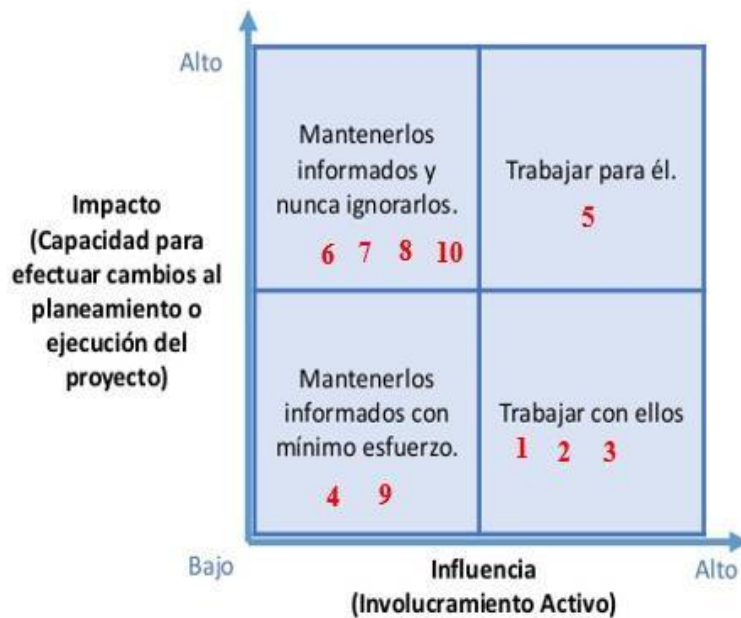 Alto
Mantenerlos
informados y
nunca ignorarlos.
6 7 8 10
Trabajar para él.
5
Impacto
(Capacidad para
efectuar cambios al
planeamiento o
ejecución del
proyecto)
Mantenerlos
informados con
mínimo esfuerzo.
4 9
Trabajar con ellos
1 2 3
Bajo
Influencia
(Involucramiento Activo)
Alto